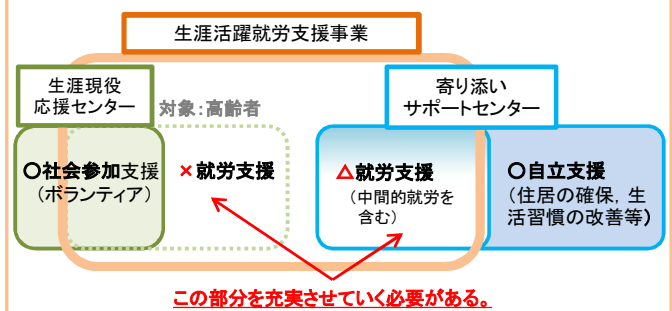 生涯活躍就労支援事業
生涯現役
応援センター
対象:高齢者
寄り添い
サポートセンター
○社会参加支援
(ボランティア)
×就労支援
△就労支援
(中間的就労を
含む)
○自立支援
(住居の確保, 生
活習慣の改善等)
この部分を充実させていく必要がある。